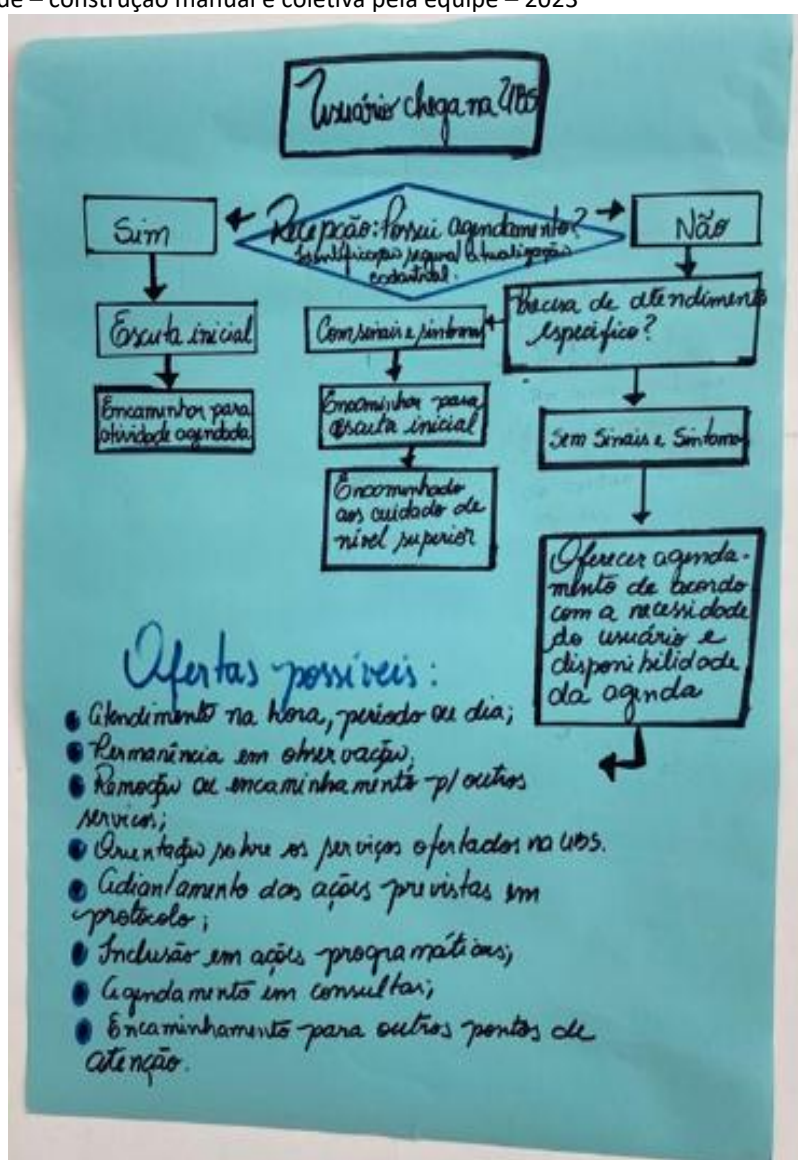 de – construção manual e coletiva pela equipe – 2023
Usuário chega na UBS
Sim
Recepção: Possui agendamento?
Identificação segura/atualização
cadastral.
Não
Escuta inicial
Com sinais e sintomas
Precisa de atendimento
específico?
Encaminhar para
atividade agendada
Encaminhar para
escuta inicial
Sem Sinais e Sintomas
Encaminhado
aos cuidado de
nível superior
Oferecer agenda-
mento de acordo
com a necessidade
do usuário e
disponibilidade
da agenda
Ofertas possíveis:
Atendimento na hora, período ou dia;
Permanência em observação,
Remoção ou encaminhamento p/ outros
serviços;
Orientação sobre os serviços ofertados na UBS.
Adiantamento das ações previstas em
protocolo;
Inclusão em ações programáticas;
Agendamento em consultas;
Encaminhamento para outros pontos de
atenção.